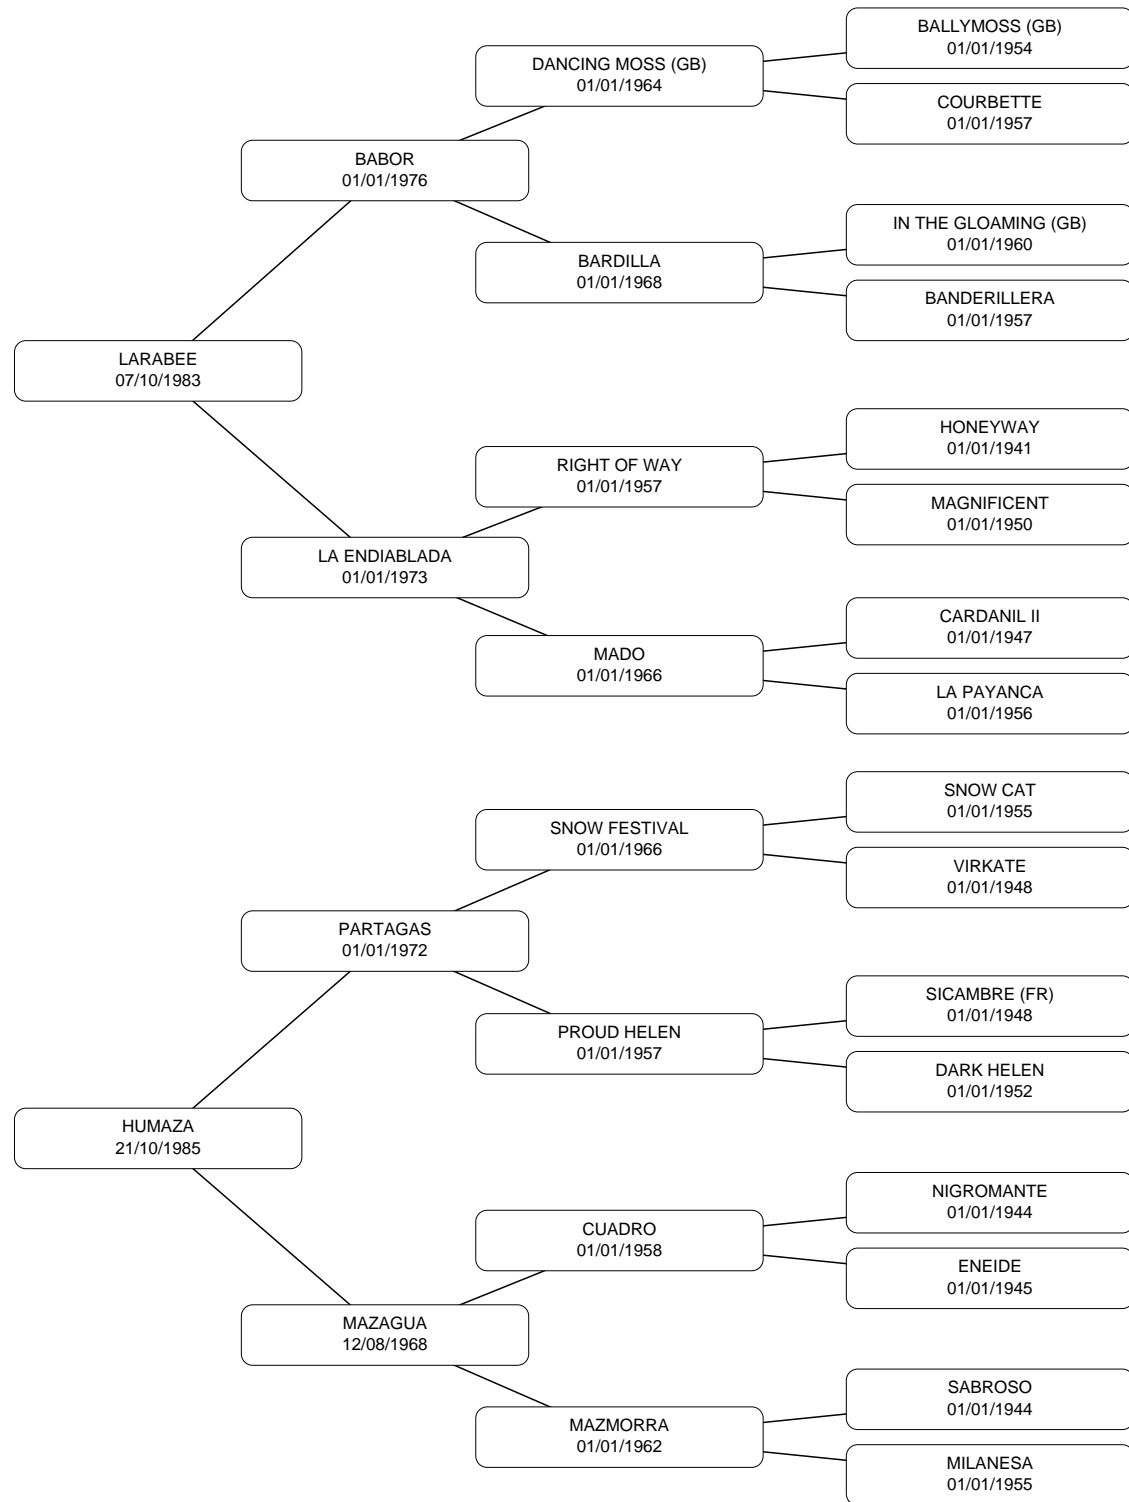 BALLYMOSS (GB)
01/01/1954
DANCING MOSS (GB)
01/01/1964
COURBETTE
01/01/1957
BABOR
01/01/1976
IN THE GLOAMING (GB)
01/01/1960
BARDILLA
01/01/1968
BANDERILLERA
01/01/1957
LARABEE
07/10/1983
HONEYWAY
01/01/1941
RIGHT OF WAY
01/01/1957
MAGNIFICENT
01/01/1950
LA ENDIABLADA
01/01/1973
CARDANIL II
01/01/1947
MADO
01/01/1966
LA PAYANCA
01/01/1956
SNOW CAT
01/01/1955
SNOW FESTIVAL
01/01/1966
VIRKATE
01/01/1948
PARTAGAS
01/01/1972
SICAMBRE (FR)
01/01/1948
PROUD HELEN
01/01/1957
DARK HELEN
01/01/1952
HUMAZA
21/10/1985
NIGROMANTE
01/01/1944
CUADRO
01/01/1958
ENEIDE
01/01/1945
MAZAGUA
12/08/1968
SABROSO
01/01/1944
MAZMORRA
01/01/1962
MILANESA
01/01/1955